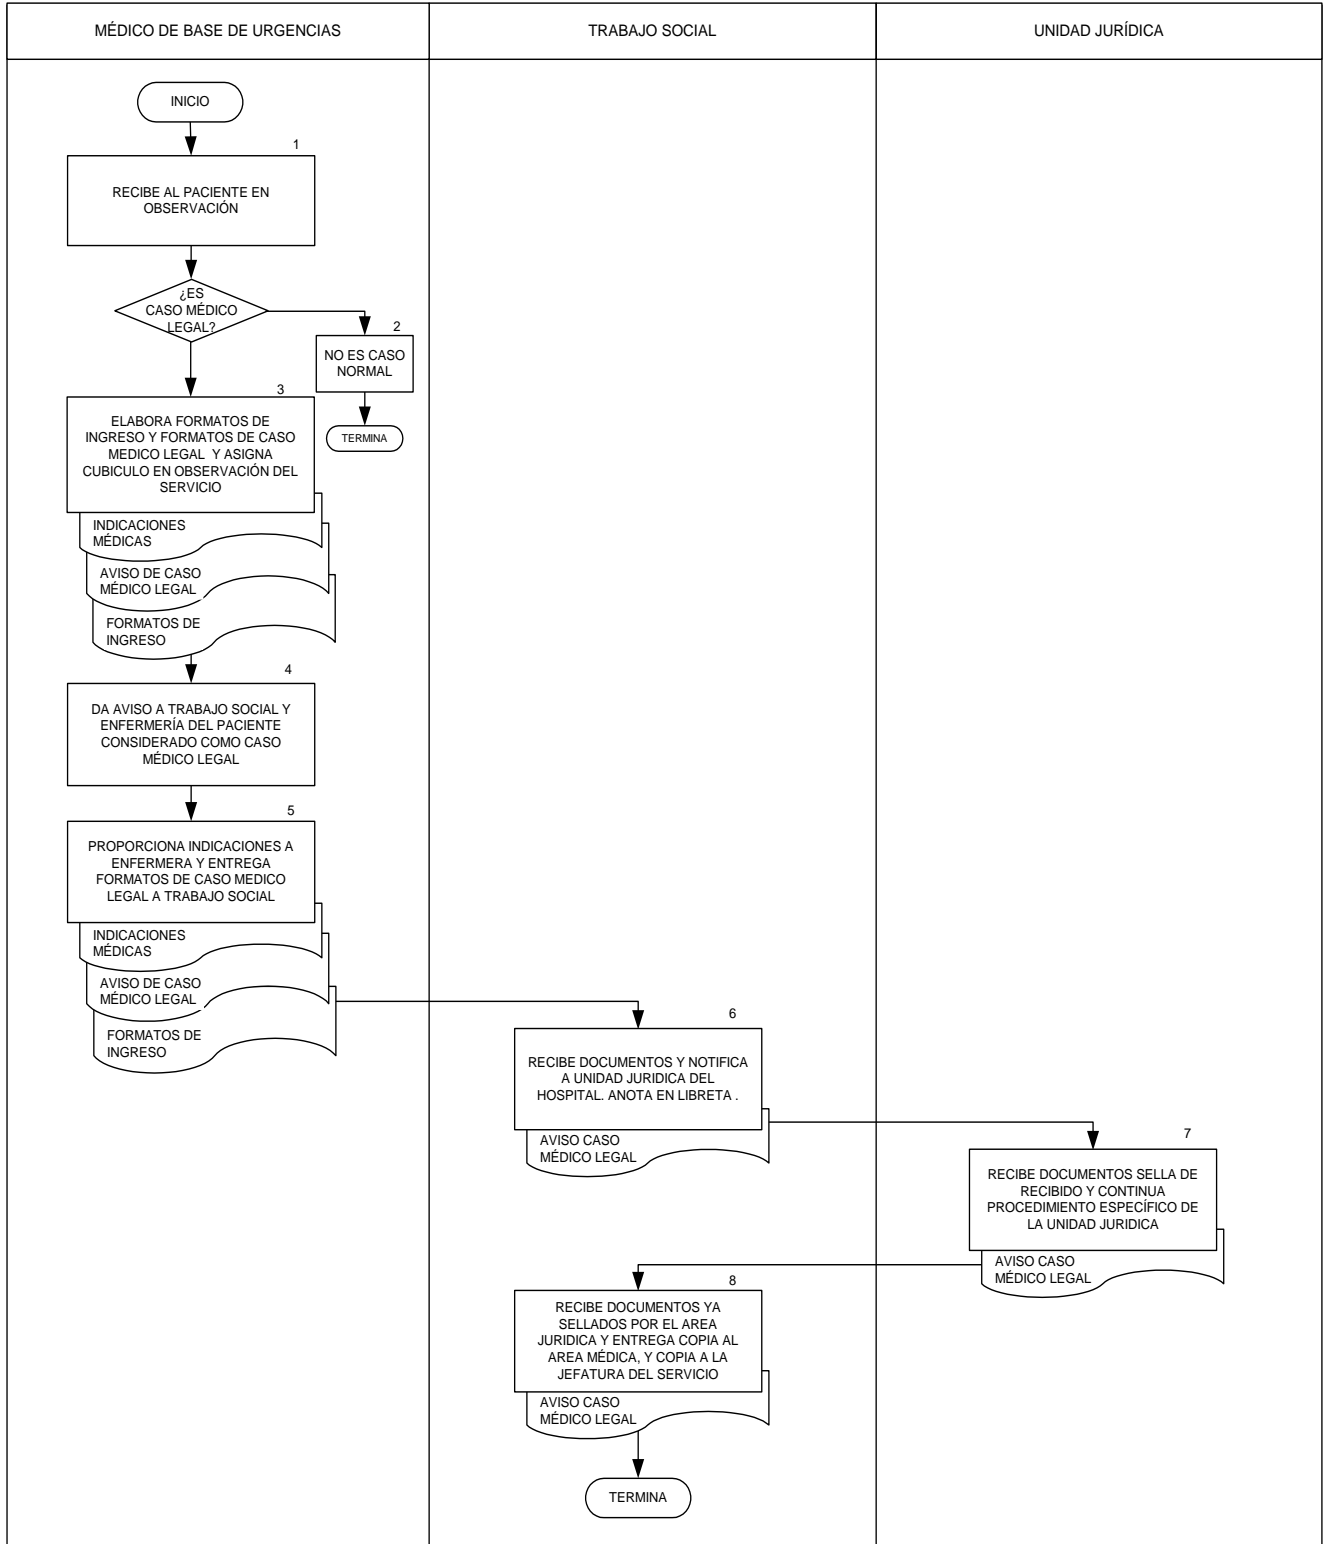 MÉDICO DE BASE DE URGENCIAS
TRABAJO SOCIAL
UNIDAD JURÍDICA
INICIO
1
RECIBE AL PACIENTE EN
OBSERVACIÓN
¿ES
CASO MÉDICO
LEGAL?
2
NO ES CASO
NORMAL
TERMINA
3
ELABORA FORMATOS DE
INGRESO Y FORMATOS DE CASO
MEDICO LEGAL Y ASIGNA
CUBICULO EN OBSERVACIÓN DEL
SERVICIO
INDICACIONES
MÉDICAS
AVISO DE CASO
MÉDICO LEGAL
FORMATOS DE
INGRESO
4
DA AVISO A TRABAJO SOCIAL Y
ENFERMERÍA DEL PACIENTE
CONSIDERADO COMO CASO
MÉDICO LEGAL
5
PROPORCIONA INDICACIONES A
ENFERMERA Y ENTREGA
FORMATOS DE CASO MEDICO
LEGAL A TRABAJO SOCIAL
INDICACIONES
MÉDICAS
AVISO DE CASO
MÉDICO LEGAL
FORMATOS DE
INGRESO
6
RECIBE DOCUMENTOS Y NOTIFICA
A UNIDAD JURIDICA DEL
HOSPITAL. ANOTA EN LIBRETA .
AVISO CASO
MÉDICO LEGAL
7
RECIBE DOCUMENTOS SELLA DE
RECIBIDO Y CONTINUA
PROCEDIMIENTO ESPECÍFICO DE
LA UNIDAD JURIDICA
AVISO CASO
MÉDICO LEGAL
8
RECIBE DOCUMENTOS YA
SELLADOS POR EL AREA
JURIDICA Y ENTREGA COPIA AL
AREA MÉDICA, Y COPIA A LA
JEFATURA DEL SERVICIO
AVISO CASO
MÉDICO LEGAL
TERMINA